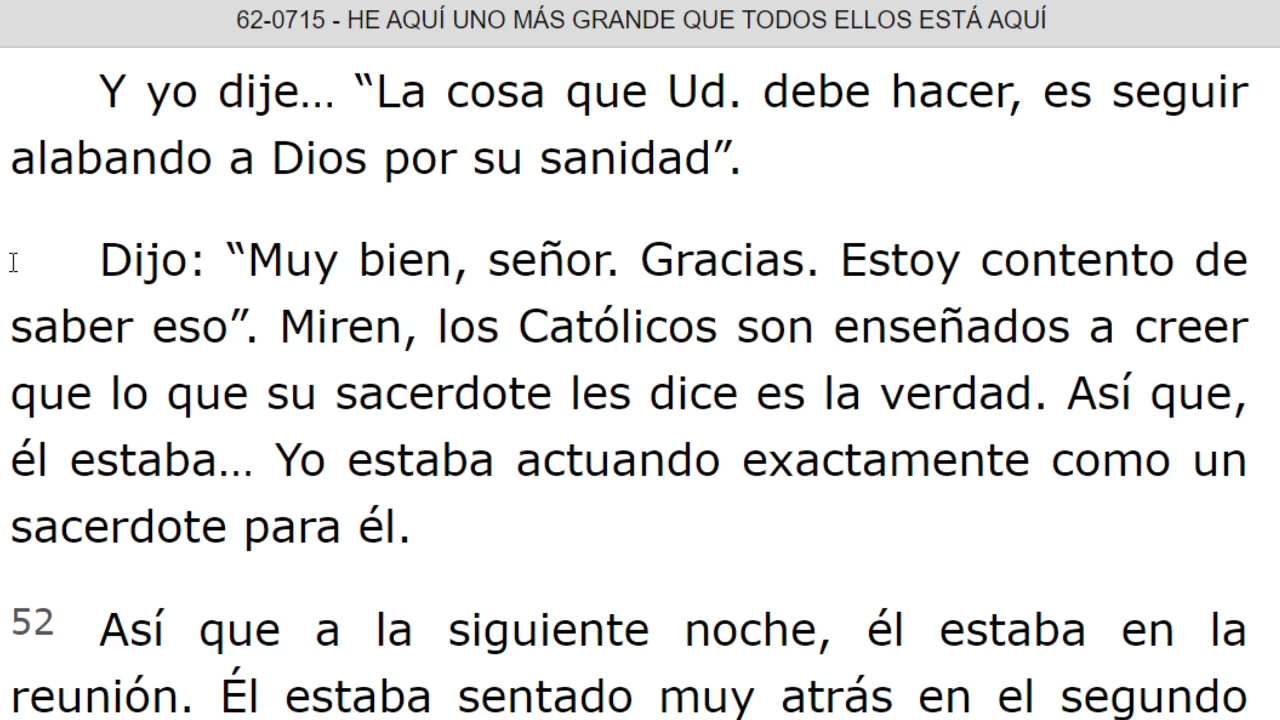 62-0715 - HE AQUÍ UNO MÁS GRANDE QUE TODOS ELLOS ESTÁ AQUÍ
Y yo dije… “La cosa que Ud. debe hacer, es seguir
alabando a Dios por su sanidad”.
Dijo: “Muy bien, señor. Gracias. Estoy contento de
saber eso”. Miren, los Católicos son enseñados a creer
que lo que su sacerdote les dice es la verdad. Así que,
él estaba… Yo estaba actuando exactamente como un
sacerdote para él.
52 Así que a la siguiente noche, él estaba en la
reunión. Él estaba sentado muy atrás en el segundo